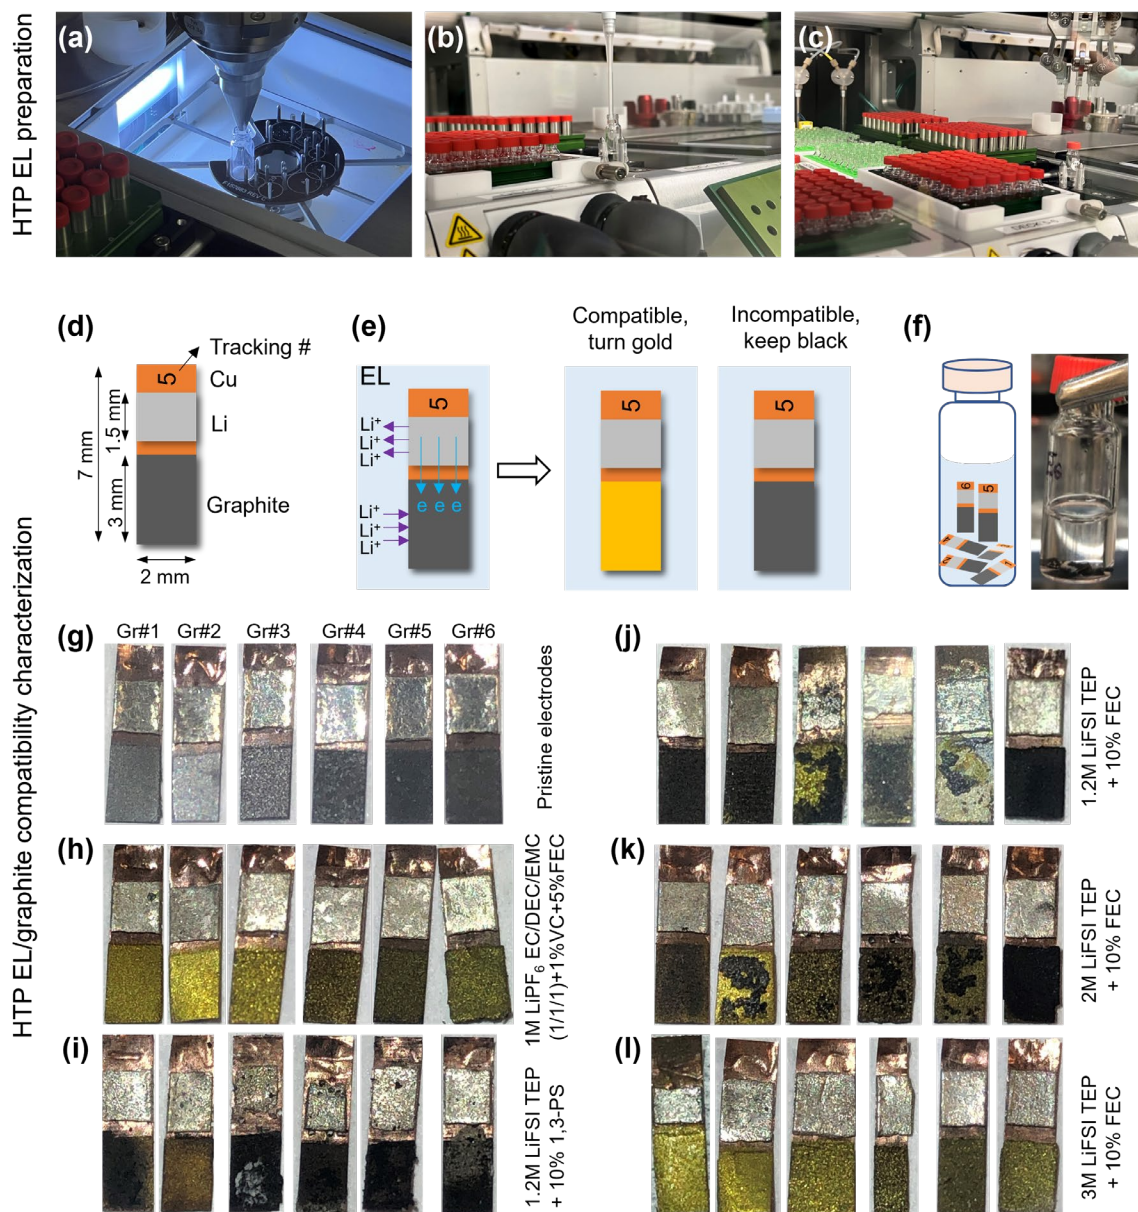 HTP EL preparation
(a)
(b)
(c)
(d)
Tracking #
5
Cu
Li
Graphite
7 mm
1.5 mm
3 mm
2 mm
(e)
EL
5
Li⁺
Li⁺
Li⁺
e e e
Li⁺
Li⁺
Li⁺
Compatible,
turn gold
5
Incompatible,
keep black
5
(f)
6
5
HTP EL/graphite compatibility characterization
(g)
Gr#1 Gr#2 Gr#3 Gr#4 Gr#5 Gr#6
Pristine electrodes
(h)
1M LiPF₆ EC/DEC/EMC
(1/1/1)+1%VC+5%FEC
(i)
1.2M LiFSI TEP
+ 10% 1,3-PS
(j)
1.2M LiFSI TEP
+ 10% FEC
(k)
2M LiFSI TEP
+ 10% FEC
(l)
3M LiFSI TEP
+ 10% FEC